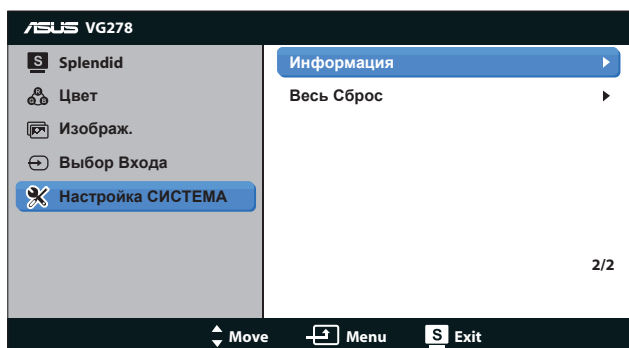 ASUS VG278
S Splendid
Цвет
Изображ.
Выбор Входа
Настройка СИСТЕМА
Информация
Весь Сброс
2/2
Move Menu S Exit